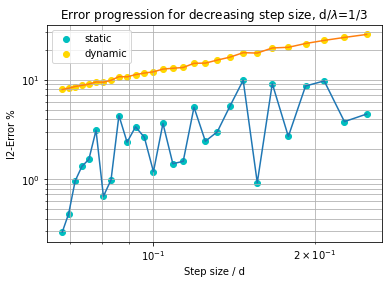 Error progression for decreasing step size, d/λ=1/3
static
dynamic
10¹
10⁰
l2-Error %
10⁻¹
2 × 10⁻¹
Step size / d